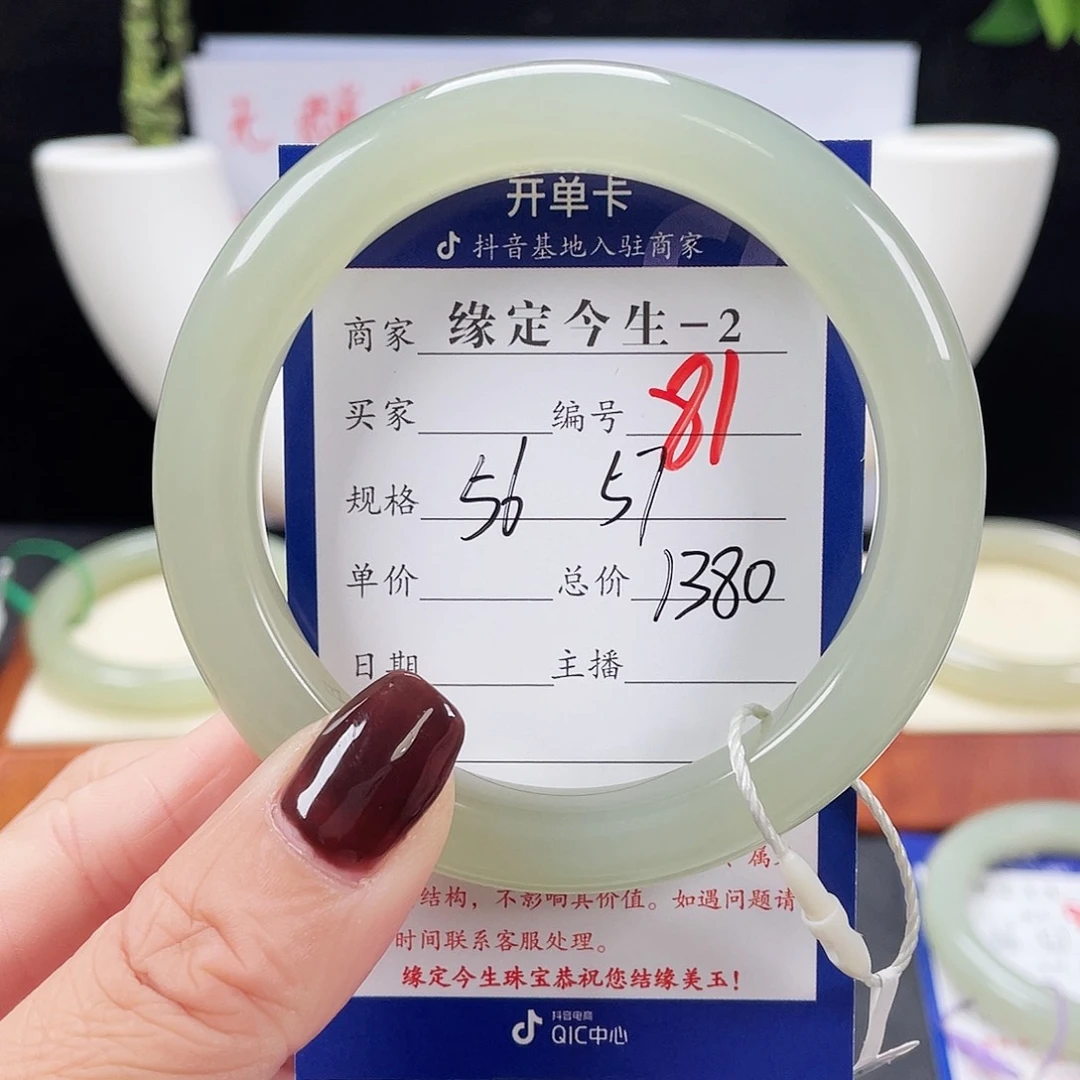 无
开单卡
抖音基地入驻商家
商家 缘定今生-2
买家 编号 81
规格 56 57
单价 总价 1380
日期 主播
、属
结构，不影响其价值。如遇问题请
时间联系客服处理。
缘定今生珠宝恭祝您结缘美玉！
抖音电商
QIC中心